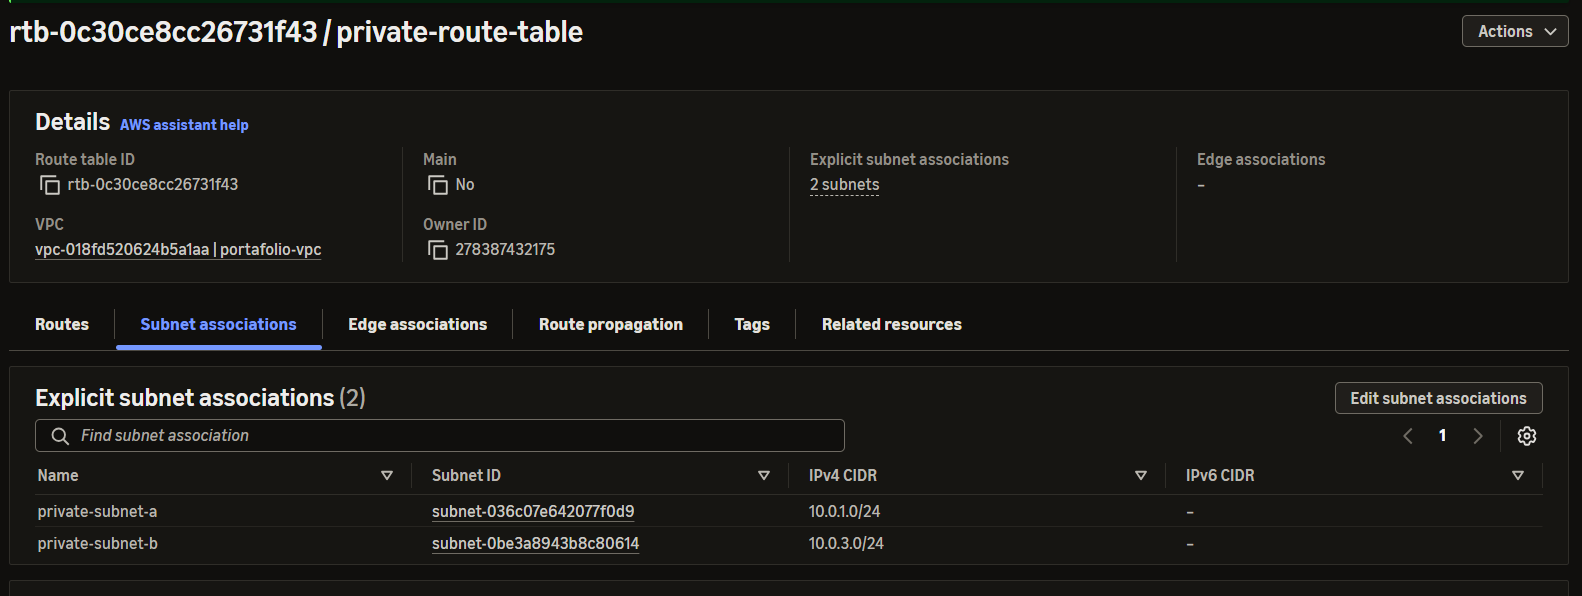 rtb-0c30ce8cc26731f43 / private-route-table
Actions
Details AWS assistant help
Route table ID
rtb-0c30ce8cc26731f43
Main
No
Explicit subnet associations
2 subnets
Edge associations
–
VPC
vpc-018fd520624b5a1aa | portafolio-vpc
Owner ID
278387432175
Routes
Subnet associations
Edge associations
Route propagation
Tags
Related resources
Explicit subnet associations (2)
Edit subnet associations
Find subnet association
1
Name Subnet ID IPv4 CIDR IPv6 CIDR
private-subnet-a subnet-036c07e642077f0d9 10.0.1.0/24 –
private-subnet-b subnet-0be3a8943b8c80614 10.0.3.0/24 –